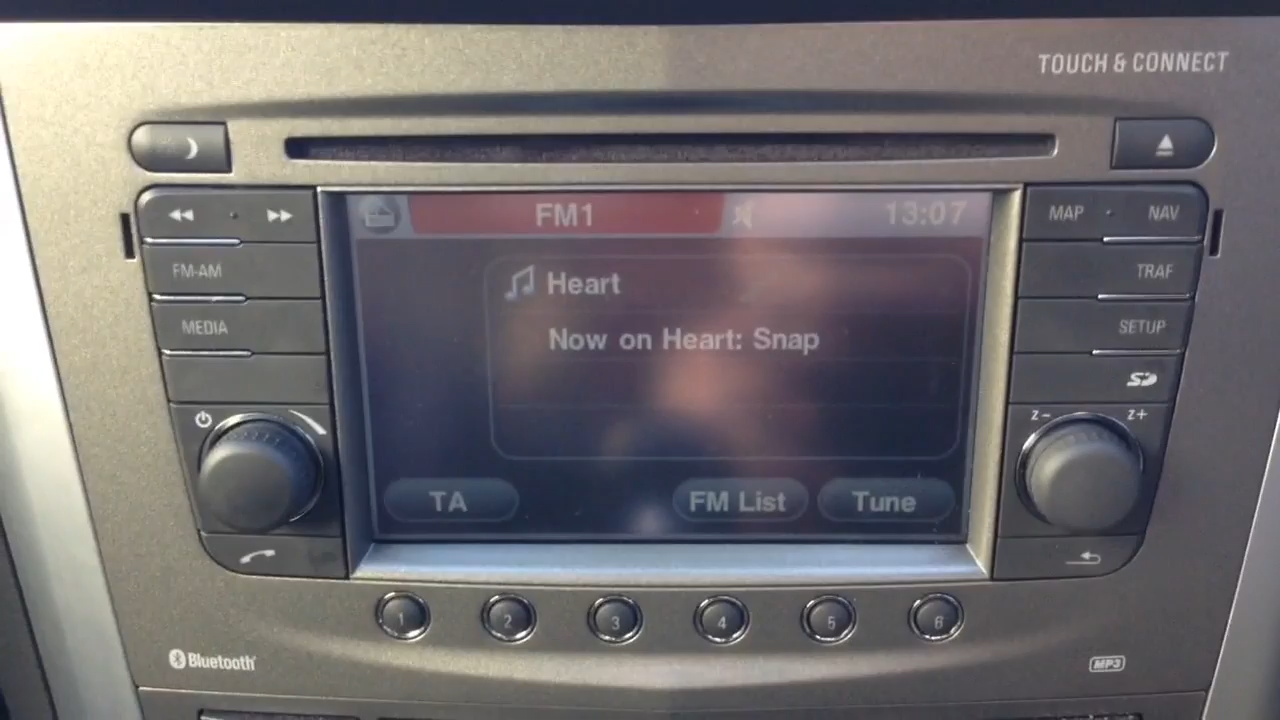 TOUCH & CONNECT
FM1
13:07
MAP
NAV
FM-AM
TRAF
Heart
MEDIA
Now on Heart: Snap
SETUP
SD
Z-
Z+
TA
FM List
Tune
1
2
3
4
5
6
Bluetooth
MP3